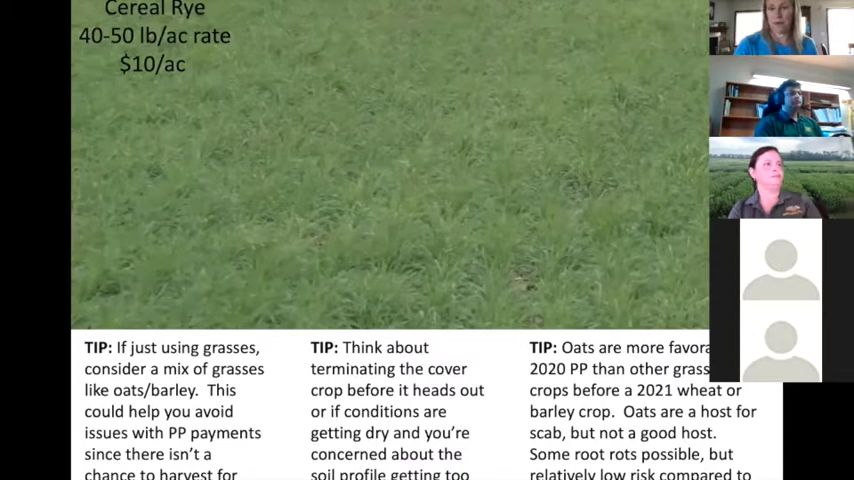 Cereal Rye
40-50 lb/ac rate
$10/ac
TIP: If just using grasses,
consider a mix of grasses
like oats/barley. This
could help you avoid
issues with PP payments
since there isn't a
chance to harvest for
TIP: Think about
terminating the cover
crop before it heads out
or if conditions are
getting dry and you're
concerned about the
soil profile getting too
TIP: Oats are more
2020 PP than other
crops before a 2021 wheat or
barley crop. Oats are a host for
scab, but not a good host.
Some root rots possible, but
relatively low risk compared to